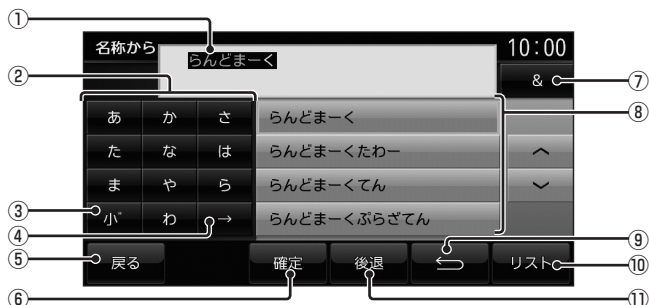 ①
名称から らんどまーく 10:00
② & ⑦
⑧
あ か さ らんどまーく
た な は らんどまーくたわー
ま や ら らんどまーくてん
③ 小゛ わ → らんどまーくぷらざてん
④ ⑨
⑤ 戻る 確定 後退 リスト ⑩
⑥ ⑪